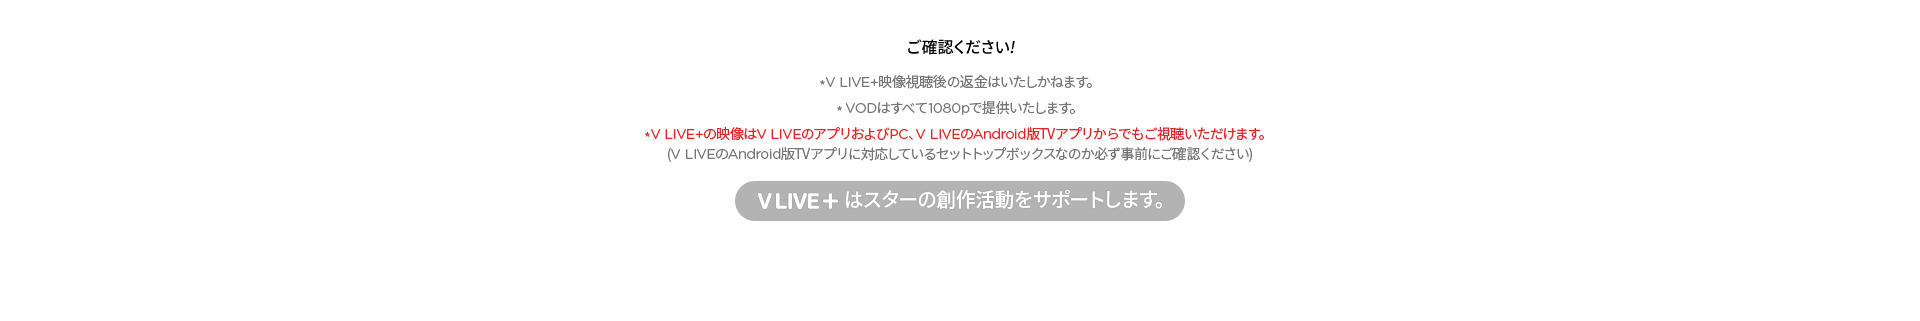 ご確認ください!
*V LIVE+映像視聴後の返金はいたしかねます。
* VODはすべて1080pで提供いたします。
*V LIVE+の映像はV LIVEのアプリおよびPC、V LIVEのAndroid版TVアプリからでもご視聴いただけます。
(V LIVEのAndroid版TVアプリに対応しているセットトップボックスなのか必ず事前にご確認ください)
V LIVE+ はスターの創作活動をサポートします。